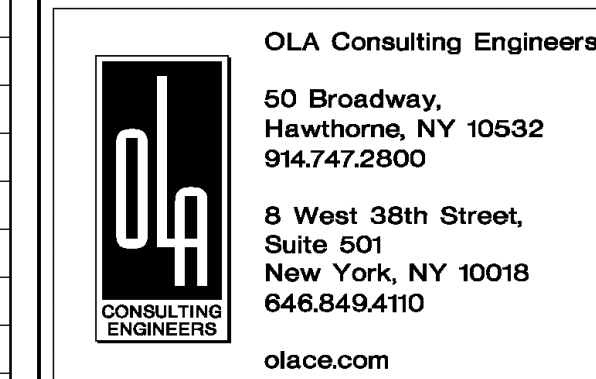 OLA
CONSULTING
ENGINEERS
OLA Consulting Engineers
50 Broadway,
Hawthorne, NY 10532
914.747.2800
8 West 38th Street,
Suite 501
New York, NY 10018
646.849.4110
olace.com